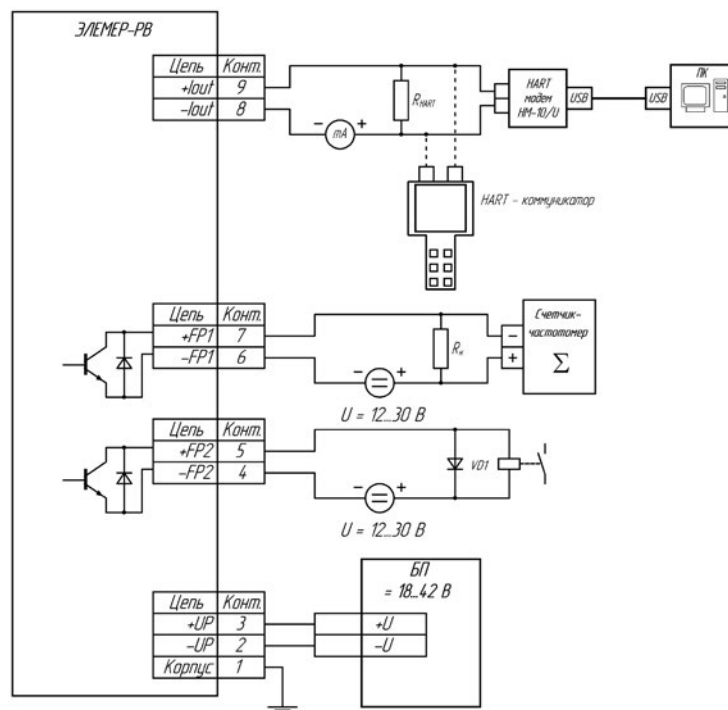 ЭЛЕМЕР-РВ
Цепь Конт.
+Iout 9
−Iout 8
− mA +
R_HART
HART
модем
HM-10/U
USB
USB
ПК
HART - коммуникатор
Цепь Конт.
+FP1 7
−FP1 6
− = +
U = 12...30 В
Rн
−
+
Счетчик-
частотомер
Σ
Цепь Конт.
+FP2 5
−FP2 4
− = +
U = 12...30 В
VD1
БП
= 18...42 В
Цепь Конт.
+UP 3
−UP 2
Корпус 1
+U
−U